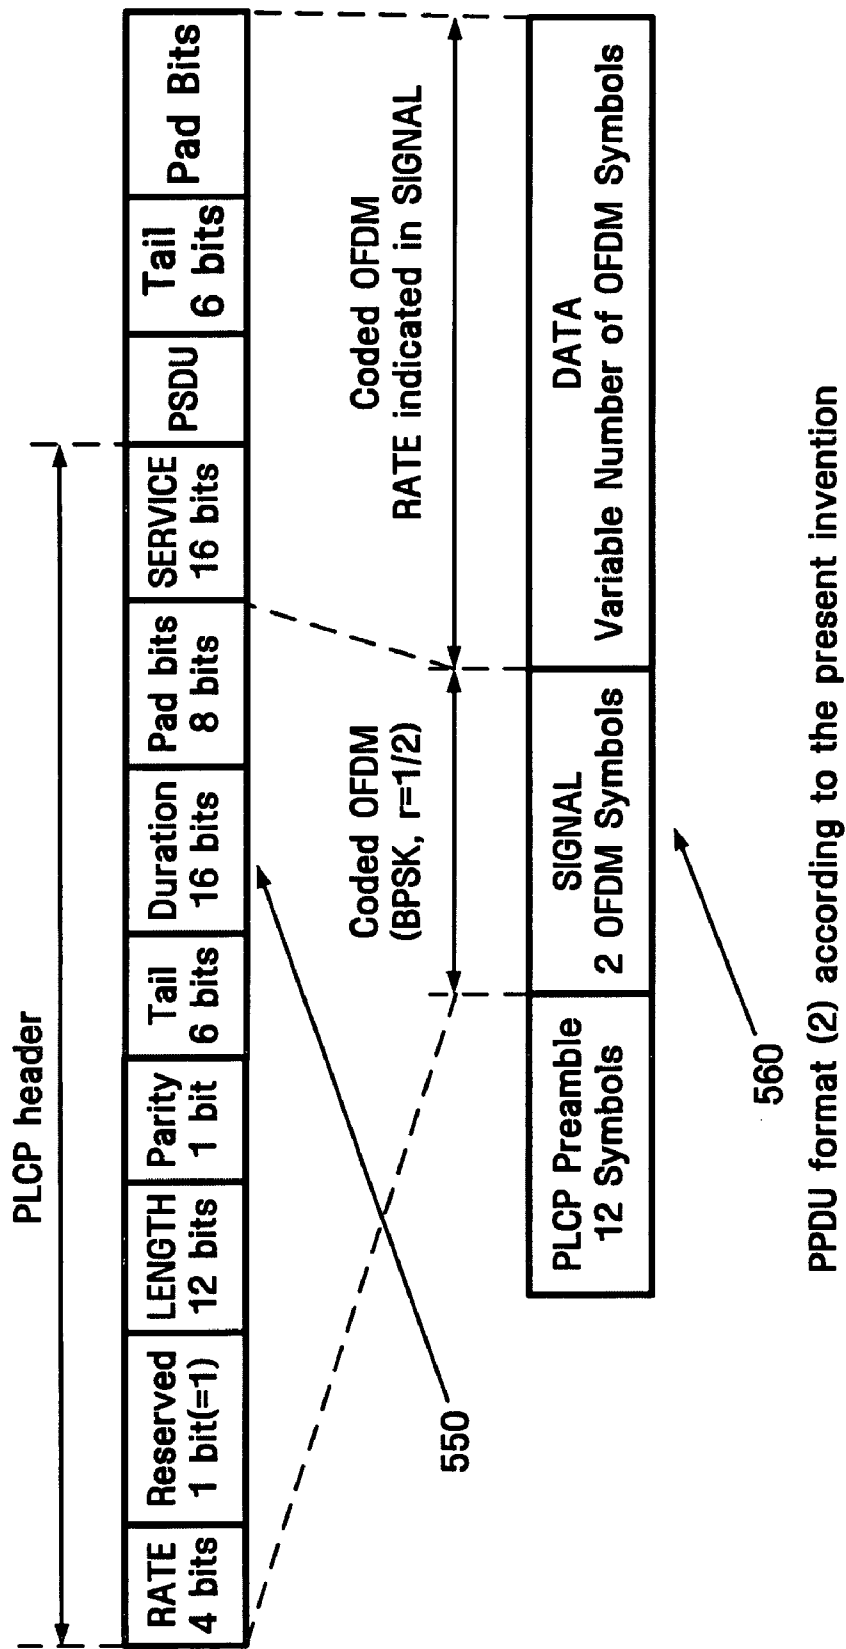 PLCP header
RATE
4 bits
Reserved
1 bit(=1)
LENGTH
12 bits
Parity
1 bit
Tail
6 bits
Duration
16 bits
Pad bits
8 bits
SERVICE
16 bits
PSDU
Tail
6 bits
Pad Bits
550
Coded OFDM
(BPSK, r=1/2)
Coded OFDM
RATE indicated in SIGNAL
PLCP Preamble
12 Symbols
SIGNAL
2 OFDM Symbols
DATA
Variable Number of OFDM Symbols
560
PPDU format (2) according to the present invention